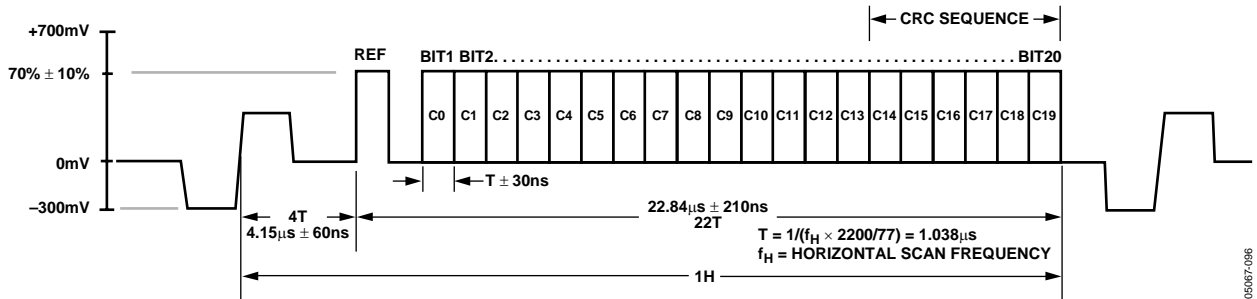 CRC SEQUENCE
+700mV
REF
BIT1 BIT2. . . . . . . . . . . . . . . . . . . . . . . . . . . . . . . . . . . . . . . . . . . . . . . . . . . . . . . . . . . . . . . . . . BIT20
70% ± 10%
C0 C1 C2 C3 C4 C5 C6 C7 C8 C9 C10 C11 C12 C13 C14 C15 C16 C17 C18 C19
0mV
T ± 30ns
–300mV
4T
4.15µs ± 60ns
22.84µs ± 210ns
22T
T = 1/(fH × 2200/77) = 1.038µs
fH = HORIZONTAL SCAN FREQUENCY
1H
05067-096